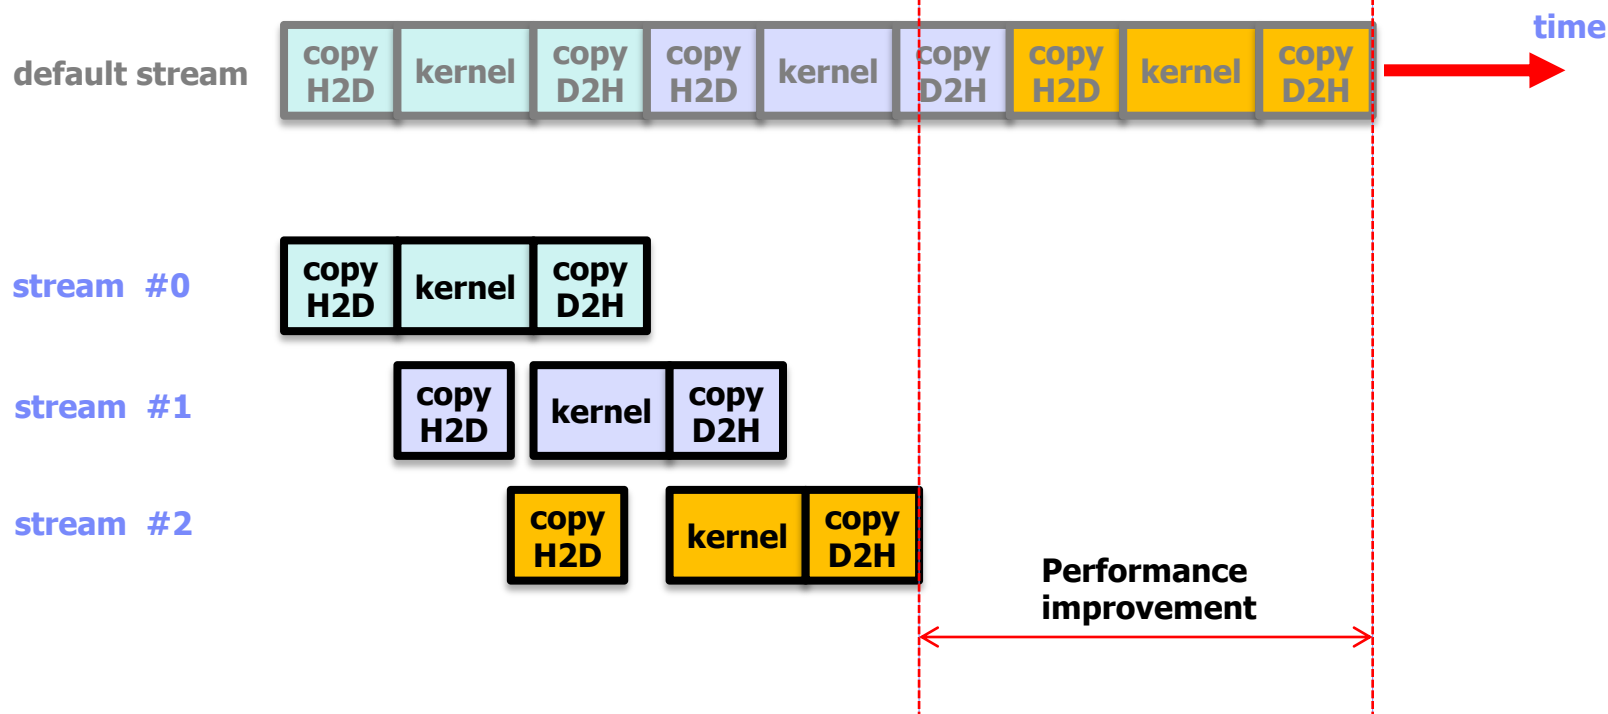 time
default stream
copy
H2D
kernel
copy
D2H
copy
H2D
kernel
copy
D2H
copy
H2D
kernel
copy
D2H
stream #0
copy
H2D
kernel
copy
D2H
stream #1
copy
H2D
kernel
copy
D2H
stream #2
copy
H2D
kernel
copy
D2H
Performance
improvement